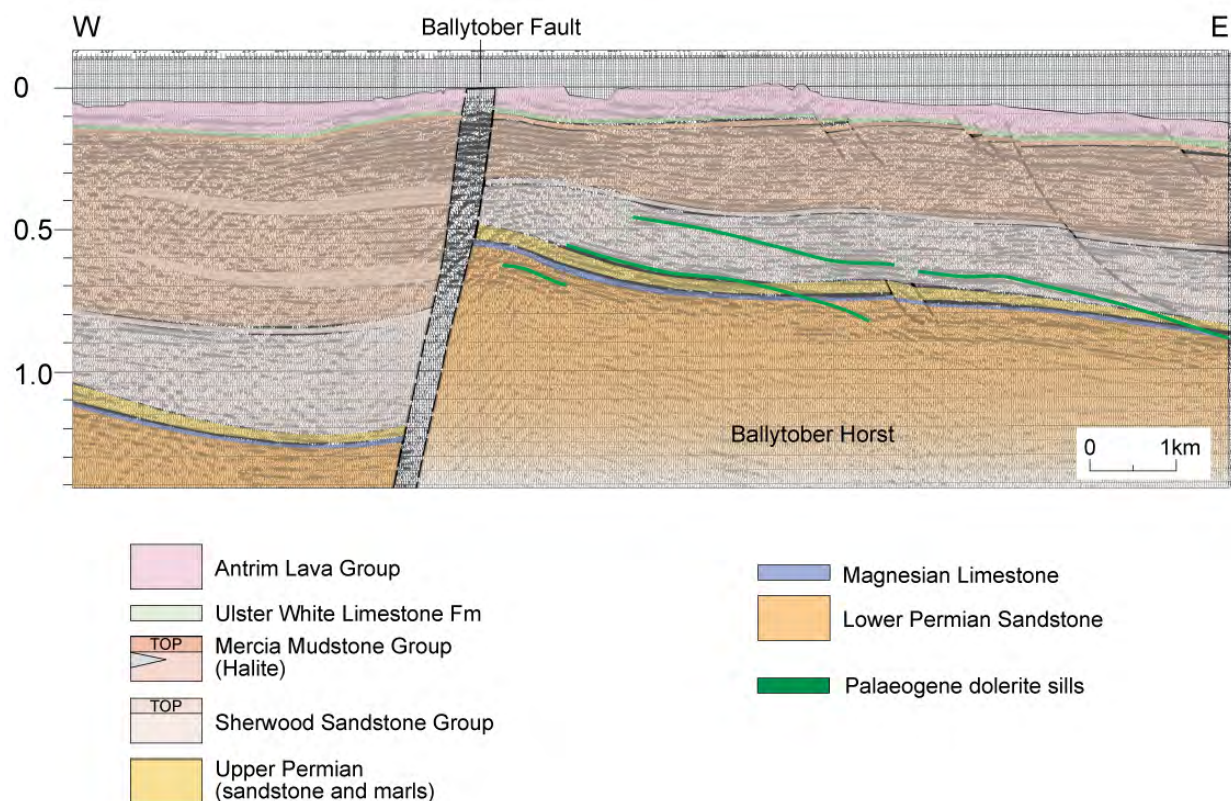 W
Ballytober Fault
E
0
0.5
1.0
Ballytober Horst
0 1km
Antrim Lava Group
Ulster White Limestone Fm
TOP
Mercia Mudstone Group
(Halite)
TOP
Sherwood Sandstone Group
Upper Permian
(sandstone and marls)
Magnesian Limestone
Lower Permian Sandstone
Palaeogene dolerite sills